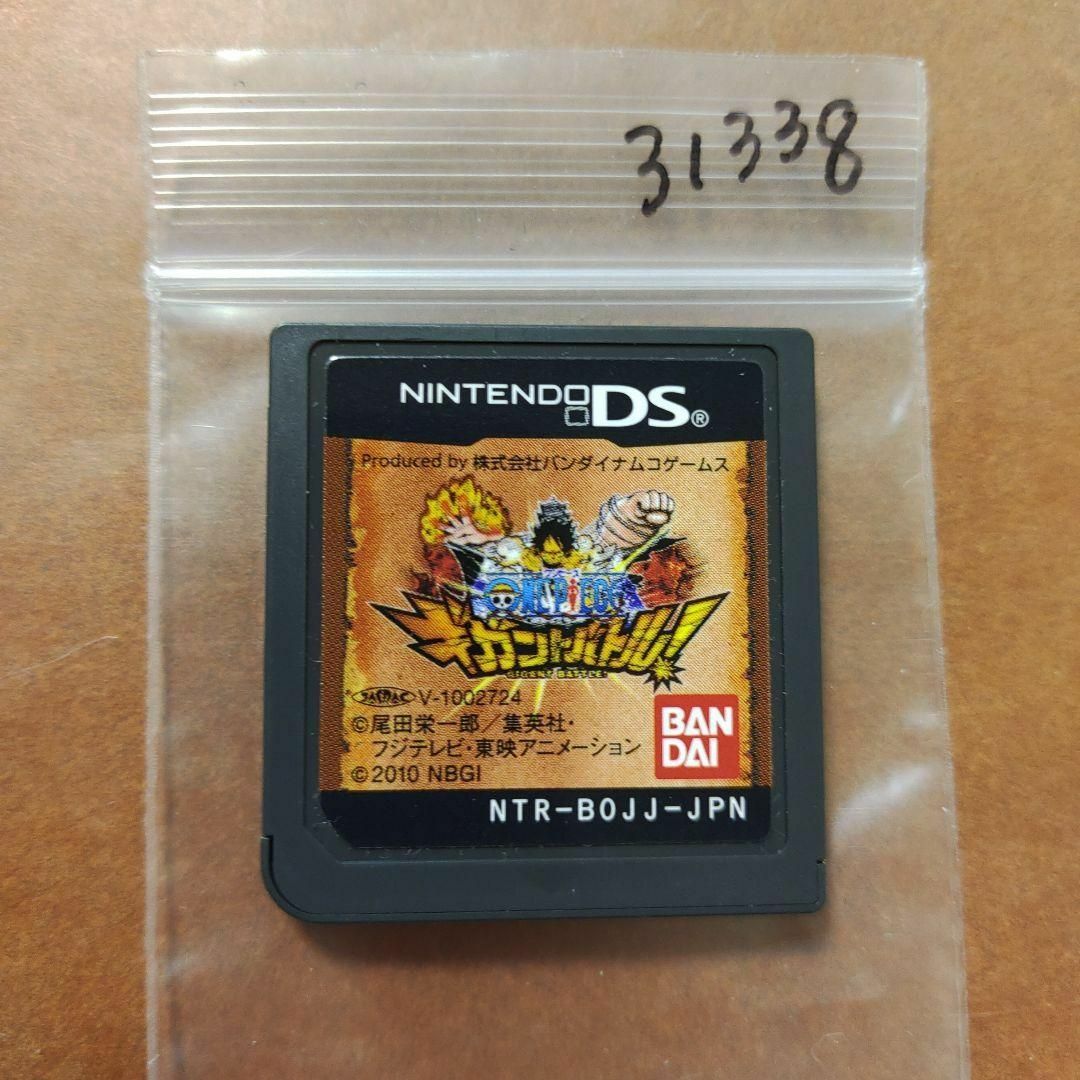 31338
NINTENDO DS®
Produced by 株式会社バンダイナムコゲームス
ONE PIECE
ギガントバトル!
GIGANT BATTLE!
V-1002724
©尾田栄一郎/集英社・
フジテレビ・東映アニメーション
©2010 NBGI
BAN
DAI
NTR-BOJJ-JPN